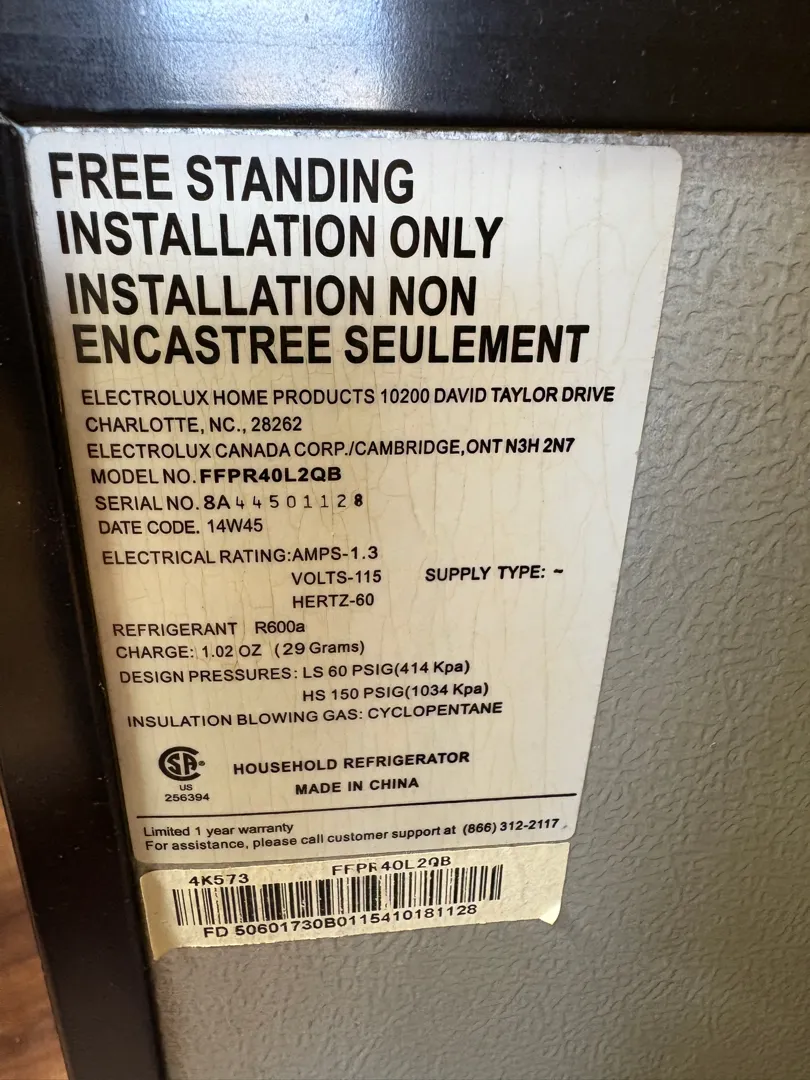 FREE STANDING
INSTALLATION ONLY
INSTALLATION NON
ENCASTREE SEULEMENT
ELECTROLUX HOME PRODUCTS 10200 DAVID TAYLOR DRIVE
CHARLOTTE, NC., 28262
ELECTROLUX CANADA CORP./CAMBRIDGE,ONT N3H 2N7
MODEL NO. FFPR40L2QB
SERIAL NO. 8A44501128
DATE CODE. 14W45
ELECTRICAL RATING:AMPS-1.3
VOLTS-115 SUPPLY TYPE: ~
HERTZ-60
REFRIGERANT R600a
CHARGE: 1.02 OZ (29 Grams)
DESIGN PRESSURES: LS 60 PSIG(414 Kpa)
HS 150 PSIG(1034 Kpa)
INSULATION BLOWING GAS: CYCLOPENTANE
SA® HOUSEHOLD REFRIGERATOR
US MADE IN CHINA
256394
Limited 1 year warranty
For assistance, please call customer support at (866) 312-2117.
4K573 FFPR40L2QB
FD 50601730B0115410181128